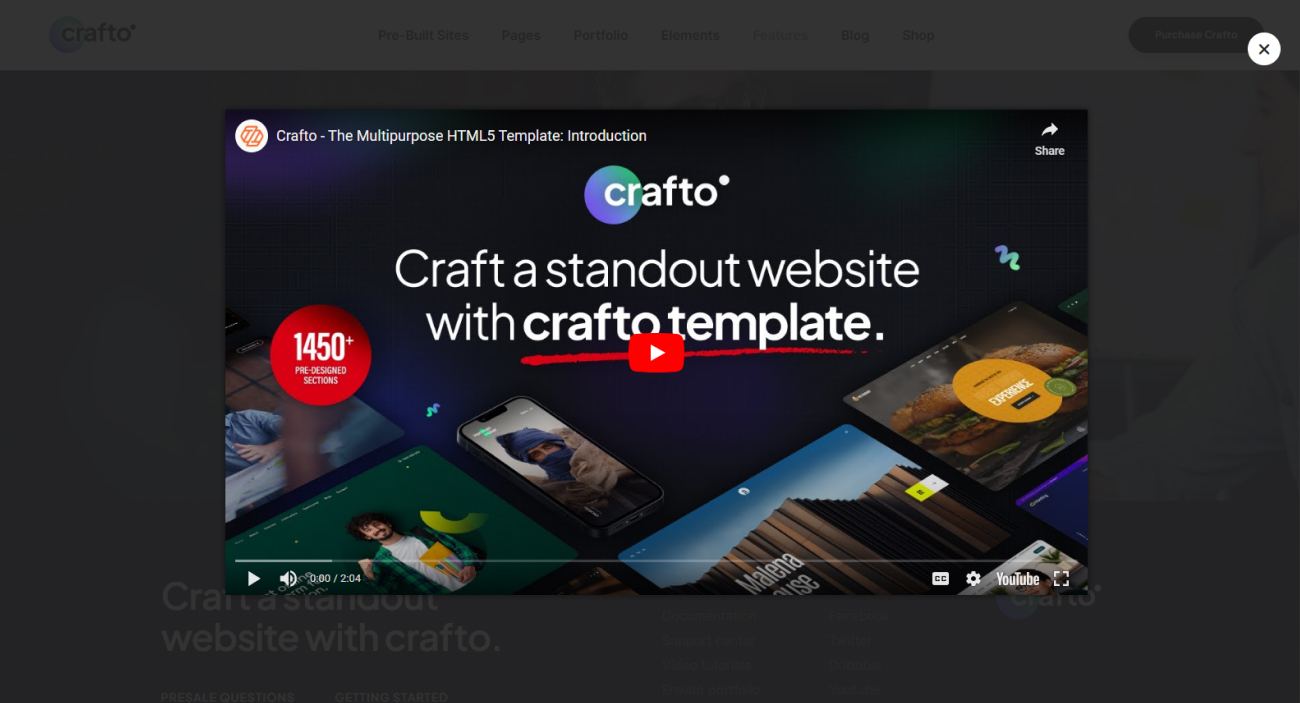 crafto
Pre-Built Sites Pages Portfolio Elements Features Blog Shop
Purchase Crafto
Crafto - The Multipurpose HTML5 Template: Introduction
Share
crafto
Craft a standout website
with crafto template.
1450+
PRE-DESIGNED
SECTIONS
EXPERIENCE
Malena
0:00 / 2:04
CC
YouTube
Craft a standout
website with crafto.
crafto
Documentation Facebook
Support center Twitter
Video tutorials Dribbble
Envato portfolio Youtube
PRESALE QUESTIONS GETTING STARTED